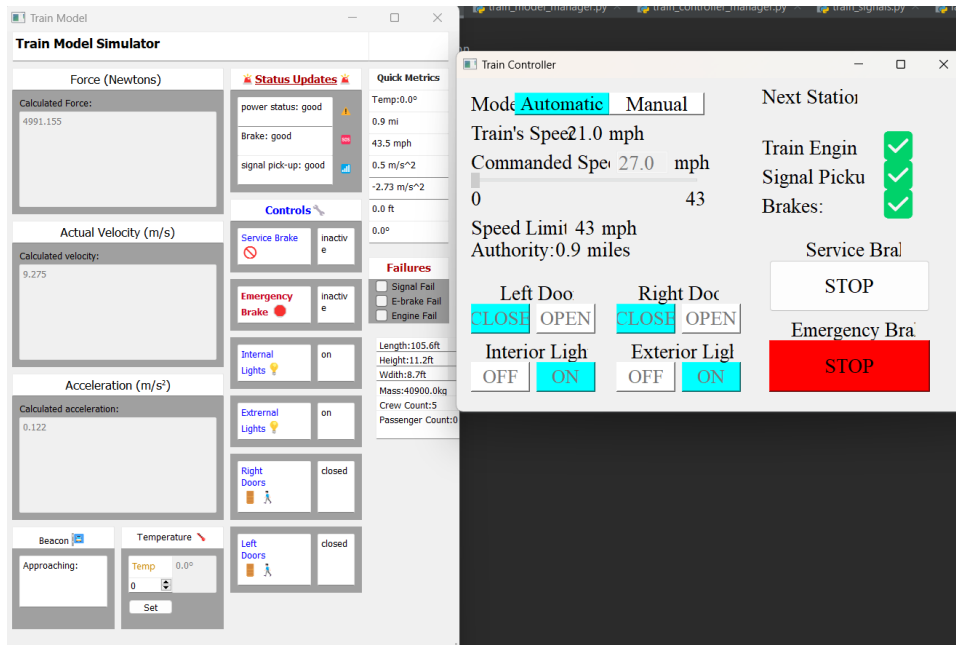 Train Model
Train Model Simulator
Force (Newtons)
Calculated Force:
4991.155
Actual Velocity (m/s)
Calculated velocity:
9.275
Acceleration (m/s²)
Calculated acceleration:
0.122
Beacon
Approaching:
Temperature
Temp
0.0°
0
Set
Status Updates
power status: good
Brake: good
signal pick-up: good
Controls
Service Brake
inactiv
e
Emergency
Brake
inactiv
e
Internal
Lights
on
Extrernal
Lights
on
Right
Doors
closed
Left
Doors
closed
Quick Metrics
Temp:0.0°
0.9 mi
43.5 mph
0.5 m/s^2
-2.73 m/s^2
0.0 ft
0.0°
Failures
Signal Fail
E-brake Fail
Engine Fail
Length:105.6ft
Height:11.2ft
Wdith:8.7ft
Mass:40900.0kg
Crew Count:5
Passenger Count:0
train_model_manager.py
train_controller_manager.py
train_signals.py
Train Controller
Mode Automatic Manual
Train's Speed 21.0 mph
Commanded Spe 27.0 mph
0 43
Speed Limit 43 mph
Authority:0.9 miles
Left Doo
CLOSE OPEN
Right Doo
CLOSE OPEN
Interior Ligh
OFF ON
Exterior Ligh
OFF ON
Next Station
Train Engin
Signal Picku
Brakes:
Service Bra
STOP
Emergency Bra
STOP